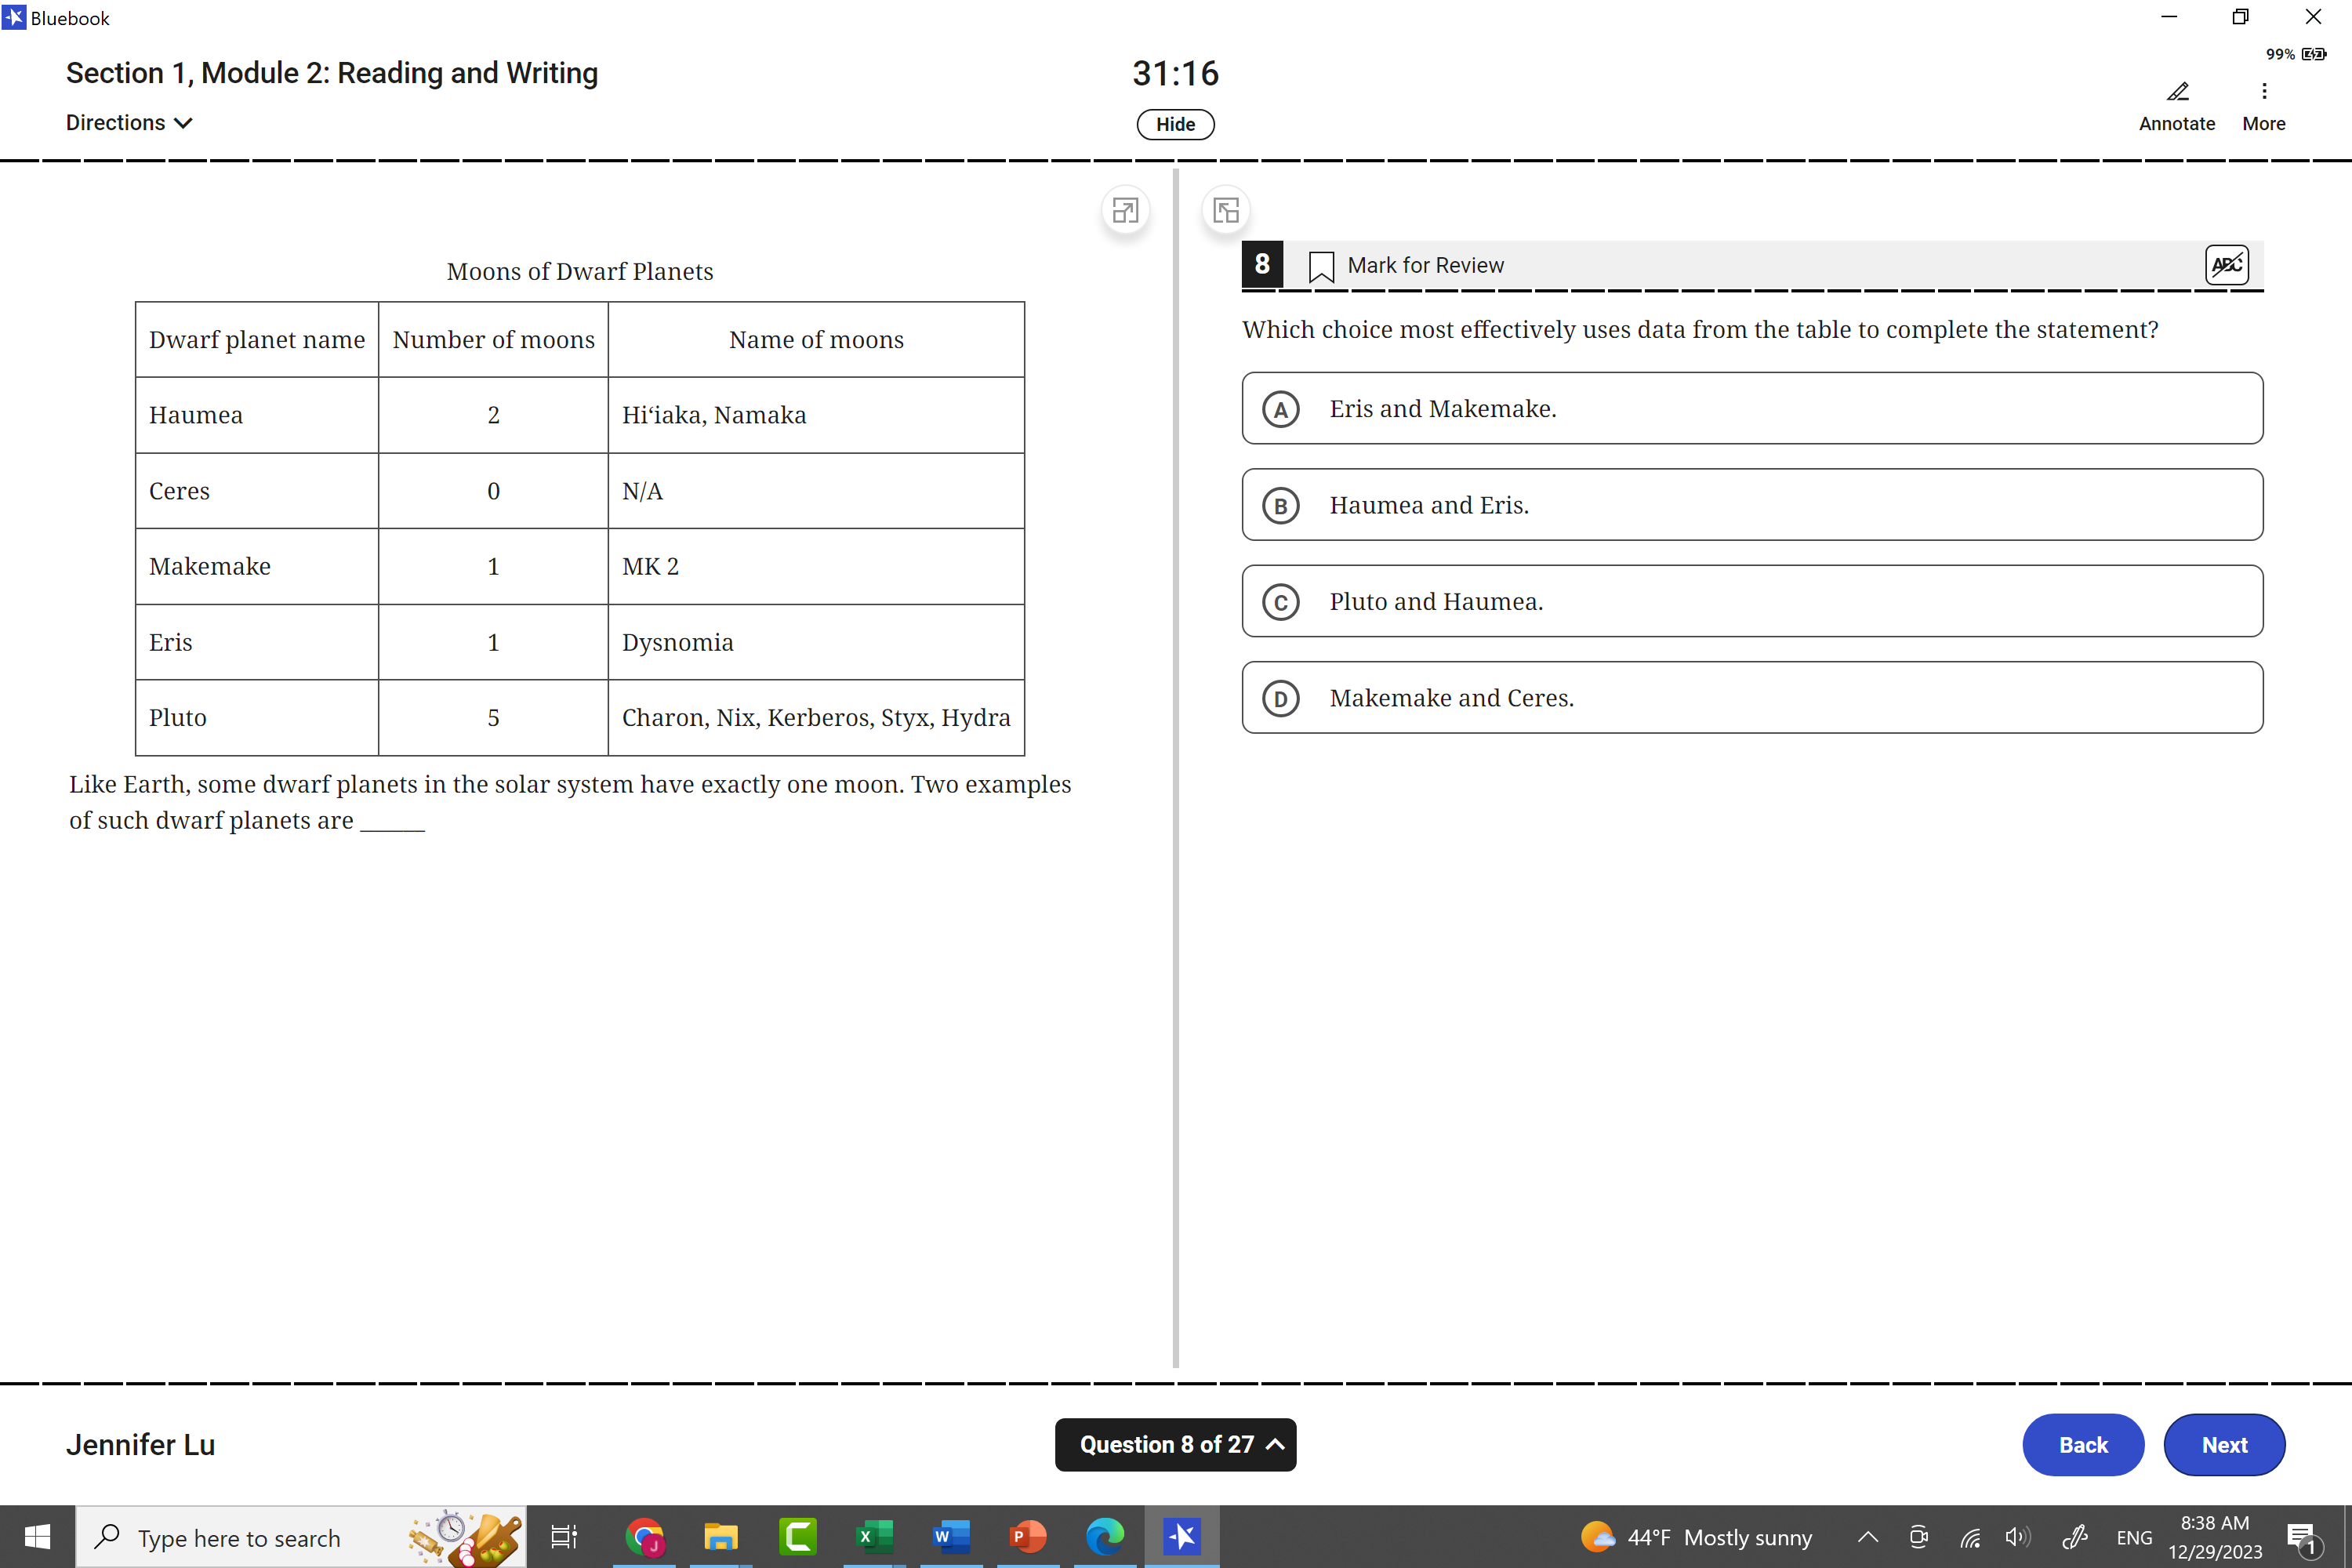 Bluebook
99%
Section 1, Module 2: Reading and Writing
31:16
Directions
Hide
Annotate
More
Moons of Dwarf Planets
Dwarf planet name Number of moons Name of moons
Haumea 2 Hi‘iaka, Namaka
Ceres 0 N/A
Makemake 1 MK 2
Eris 1 Dysnomia
Pluto 5 Charon, Nix, Kerberos, Styx, Hydra
Like Earth, some dwarf planets in the solar system have exactly one moon. Two examples
of such dwarf planets are ______
8 Mark for Review ABC
Which choice most effectively uses data from the table to complete the statement?
A Eris and Makemake.
B Haumea and Eris.
C Pluto and Haumea.
D Makemake and Ceres.
Jennifer Lu
Question 8 of 27
Back
Next
Type here to search
J
X
W
P
44°F Mostly sunny
ENG
8:38 AM
12/29/2023
1